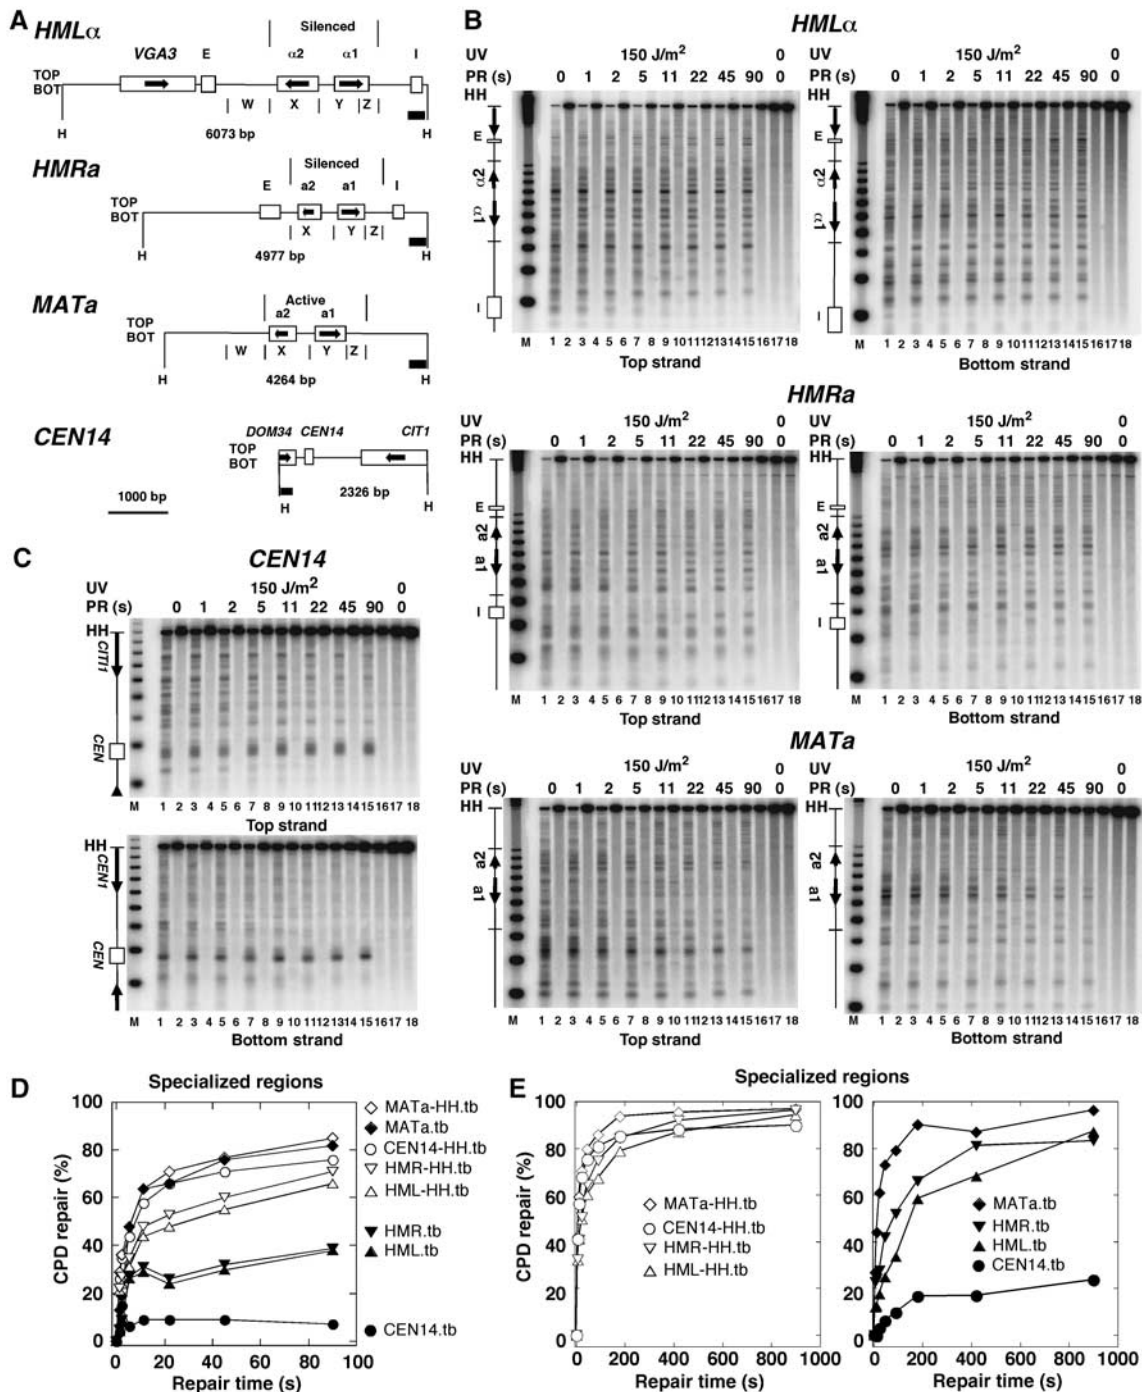 A
HMLα
Silenced
VGA3 E α2 α1 I
TOP
BOT
W X Y Z
H 6073 bp H
HMRa
Silenced
E a2 a1 I
TOP
BOT
X Y Z
H 4977 bp H
MATa
Active
a2 a1
TOP
BOT
W X Y Z
H 4264 bp H
CEN14
DOM34 CEN14 CIT1
TOP
BOT
1000 bp
2326 bp
H H
B
HMLα
UV 150 J/m2 0
PR (s) 0 1 2 5 11 22 45 90 0
HH
E
α2
α1
I
M 1 2 3 4 5 6 7 8 9 10 11 12 13 14 15 16 17 18
Top strand
UV 150 J/m2 0
PR (s) 0 1 2 5 11 22 45 90 0
HH
E
α2
α1
I
M 1 2 3 4 5 6 7 8 9 10 11 12 13 14 15 16 17 18
Bottom strand
HMRa
UV 150 J/m2 0
PR (s) 0 1 2 5 11 22 45 90 0
HH
E
a2
a1
I
M 1 2 3 4 5 6 7 8 9 10 11 12 13 14 15 16 17 18
Top strand
UV 150 J/m2 0
PR (s) 0 1 2 5 11 22 45 90 0
HH
E
a2
a1
I
M 1 2 3 4 5 6 7 8 9 10 11 12 13 14 15 16 17 18
Bottom strand
MATa
UV 150 J/m2 0
PR (s) 0 1 2 5 11 22 45 90 0
HH
a2
a1
M 1 2 3 4 5 6 7 8 9 10 11 12 13 14 15 16 17 18
Top strand
UV 150 J/m2 0
PR (s) 0 1 2 5 11 22 45 90 0
HH
a2
a1
M 1 2 3 4 5 6 7 8 9 10 11 12 13 14 15 16 17 18
Bottom strand
C
CEN14
UV 150 J/m2 0
PR (s) 0 1 2 5 11 22 45 90 0
HH
CIT1
CEN
M 1 2 3 4 5 6 7 8 9 10 11 12 13 14 15 16 17 18
Top strand
HH
CEN1
CEN
M 1 2 3 4 5 6 7 8 9 10 11 12 13 14 15 16 17 18
Bottom strand
D
Specialized regions
CPD repair (%)
100
80
60
40
20
0
0 20 40 60 80 100
Repair time (s)
MATa-HH.tb
MATa.tb
CEN14-HH.tb
HMR-HH.tb
HML-HH.tb
HMR.tb
HML.tb
CEN14.tb
E
Specialized regions
CPD repair (%)
100
80
60
40
20
0
0 200 400 600 800 1000
Repair time (s)
MATa-HH.tb
CEN14-HH.tb
HMR-HH.tb
HML-HH.tb
100
80
60
40
20
0
0 200 400 600 800 1000
Repair time (s)
MATa.tb
HMR.tb
HML.tb
CEN14.tb